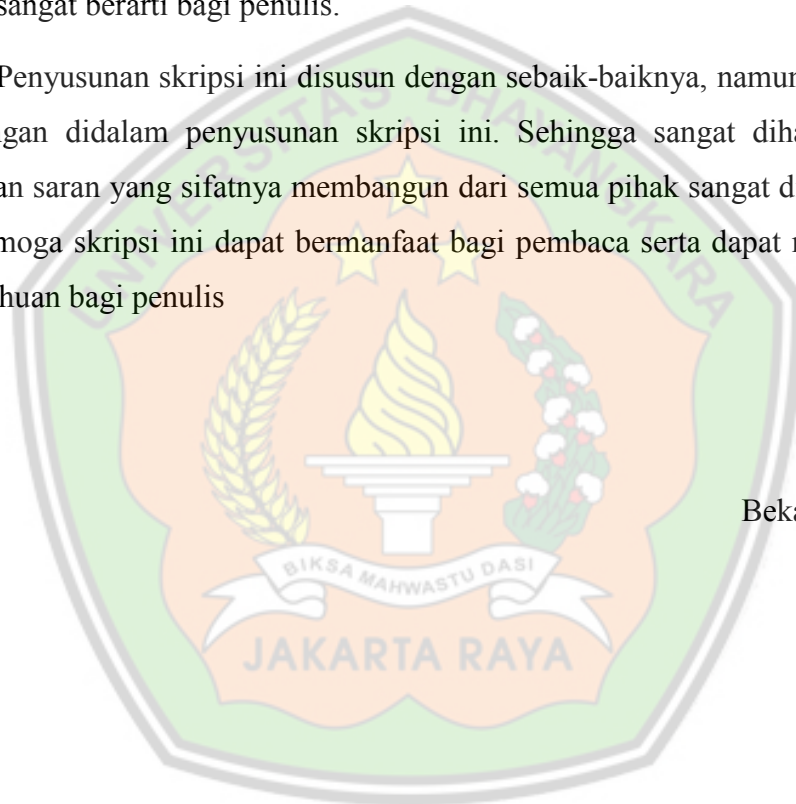 sangat berarti bagi penulis.
Penyusunan skripsi ini disusun dengan sebaik-baiknya, namun
ngan didalam penyusunan skripsi ini. Sehingga sangat diha
an saran yang sifatnya membangun dari semua pihak sangat d
moga skripsi ini dapat bermanfaat bagi pembaca serta dapat
huan bagi penulis
UNIVERSITAS BHAYANGKARA
Beka
BIKSA MAHWASTU DASI
JAKARTA RAYA